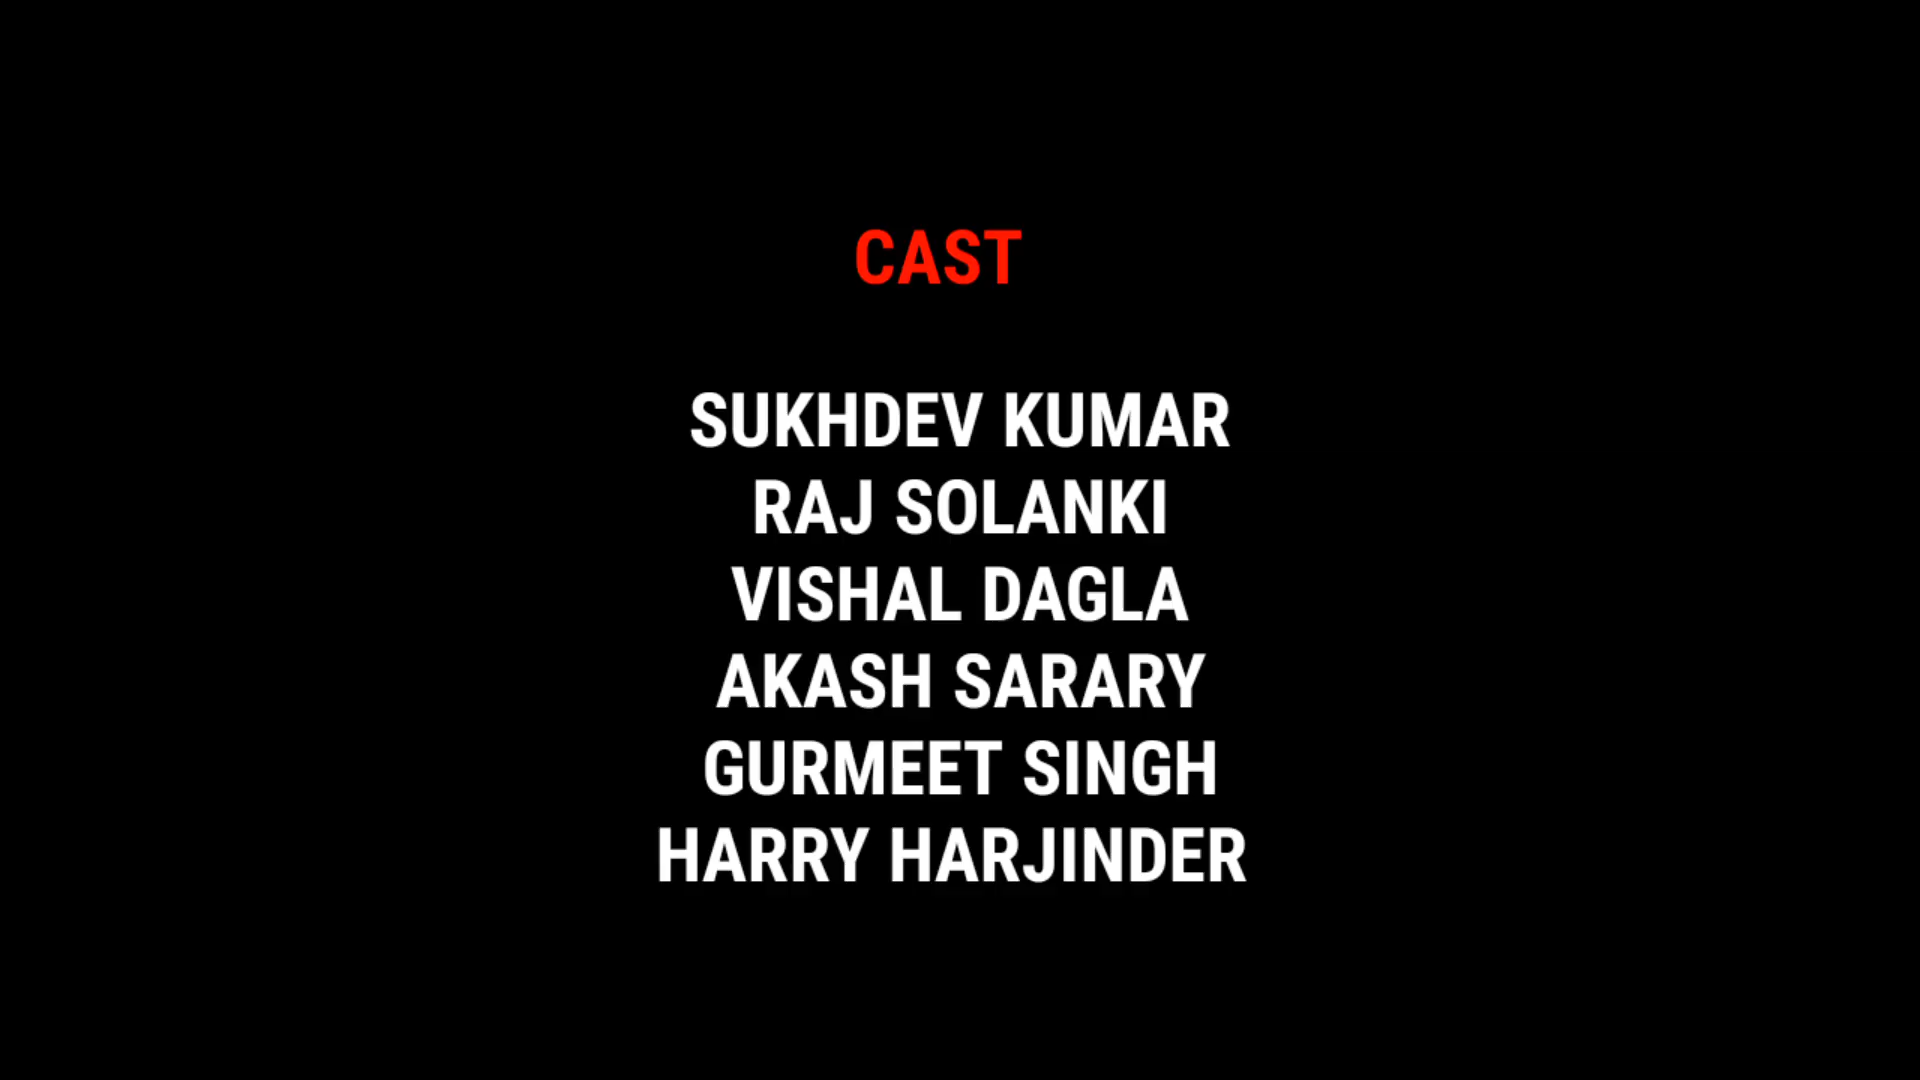 CAST
SUKHDEV KUMAR
RAJ SOLANKI
VISHAL DAGLA
AKASH SARARY
GURMEET SINGH
HARRY HARJINDER